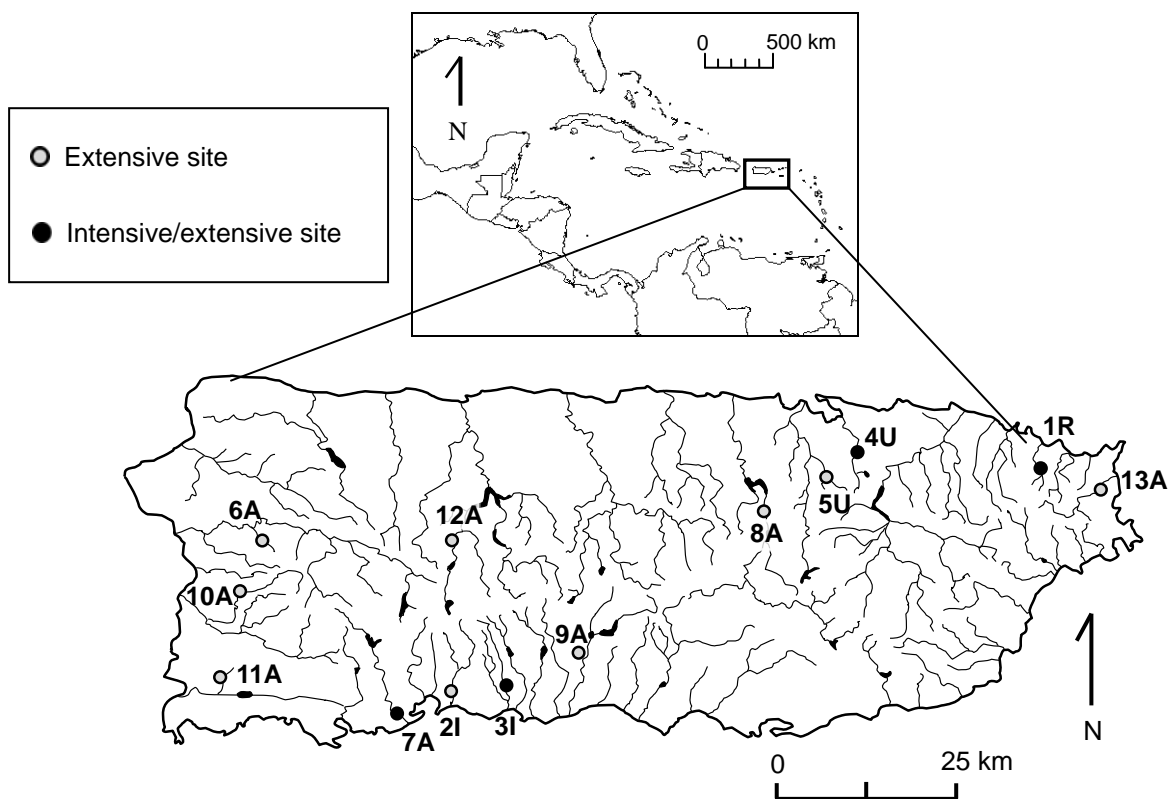 0 500 km
N
Extensive site
Intensive/extensive site
1R
4U
13A
5U
6A
12A
8A
10A
9A
11A
7A
2I
3I
N
0 25 km